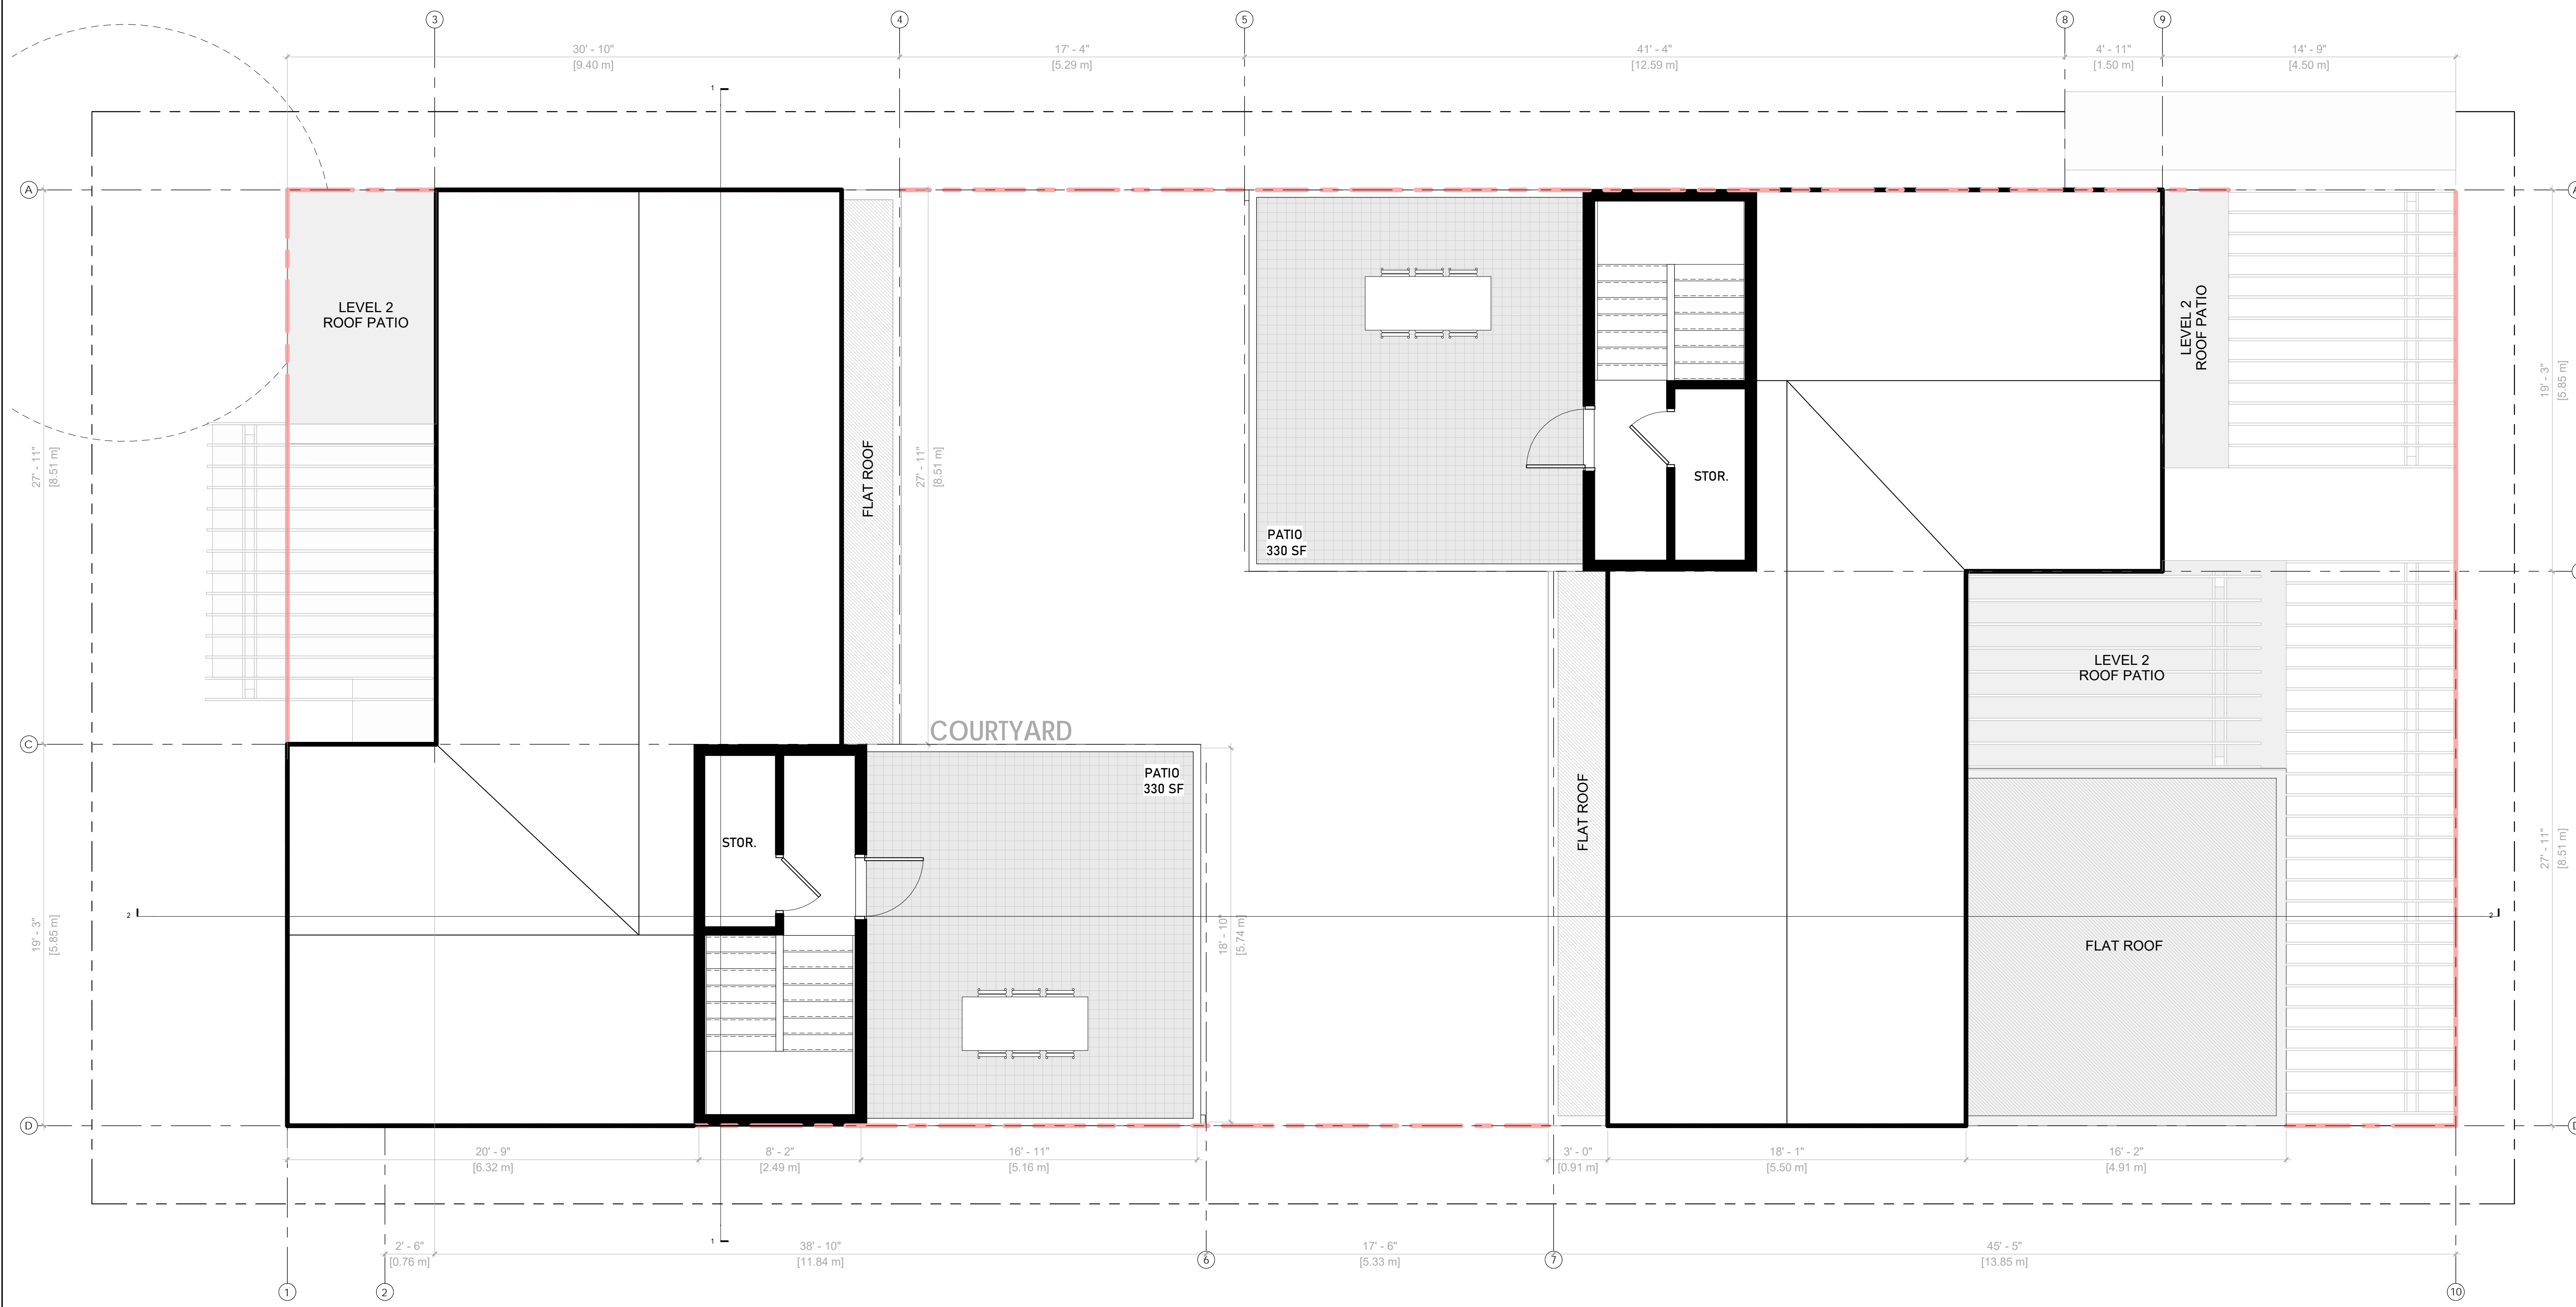 3
4
5
8
9
30' - 10"
[9.40 m]
17' - 4"
[5.29 m]
41' - 4"
[12.59 m]
4' - 11"
[1.50 m]
14' - 9"
[4.50 m]
1
A
A
LEVEL 2
ROOF PATIO
LEVEL 2
ROOF PATIO
19' - 3"
[5.85 m]
27' - 11"
[8.51 m]
FLAT ROOF
27' - 11"
[8.51 m]
STOR.
PATIO
330 SF
LEVEL 2
ROOF PATIO
C
COURTYARD
PATIO
330 SF
STOR.
FLAT ROOF
27' - 11"
[8.51 m]
2
2
19' - 3"
[5.85 m]
18' - 10"
[5.74 m]
FLAT ROOF
D
20' - 9"
[6.32 m]
8' - 2"
[2.49 m]
16' - 11"
[5.16 m]
3' - 0"
[0.91 m]
18' - 1"
[5.50 m]
16' - 2"
[4.91 m]
1
2' - 6"
[0.76 m]
38' - 10"
[11.84 m]
17' - 6"
[5.33 m]
45' - 5"
[13.85 m]
6
7
1
2
10